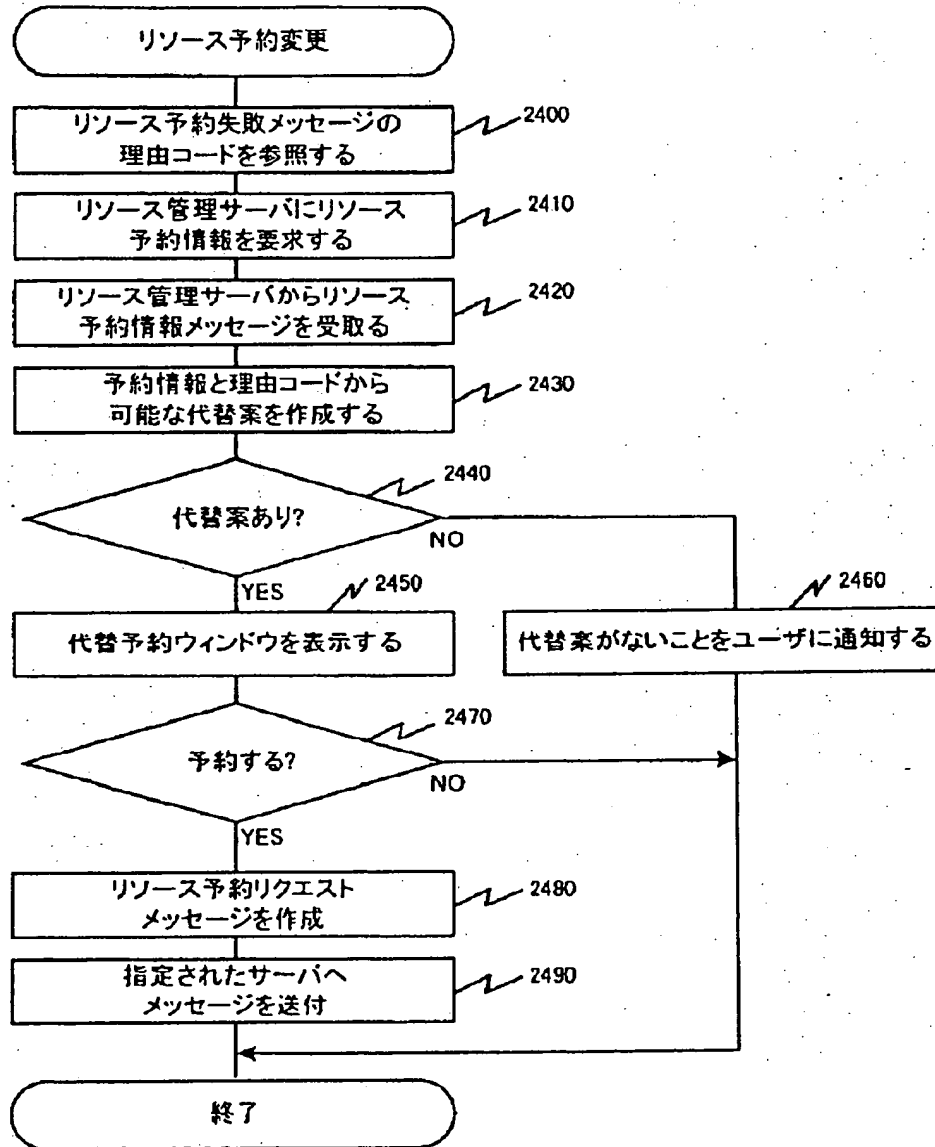 リソース予約変更
リソース予約失敗メッセージの
理由コードを参照する
2400
リソース管理サーバにリソース
予約情報を要求する
2410
リソース管理サーバからリソース
予約情報メッセージを受取る
2420
予約情報と理由コードから
可能な代替案を作成する
2430
2440
代替案あり?
NO
YES
2450
2460
代替予約ウィンドウを表示する
代替案がないことをユーザに通知する
2470
予約する?
NO
YES
リソース予約リクエスト
メッセージを作成
2480
指定されたサーバへ
メッセージを送付
2490
終了